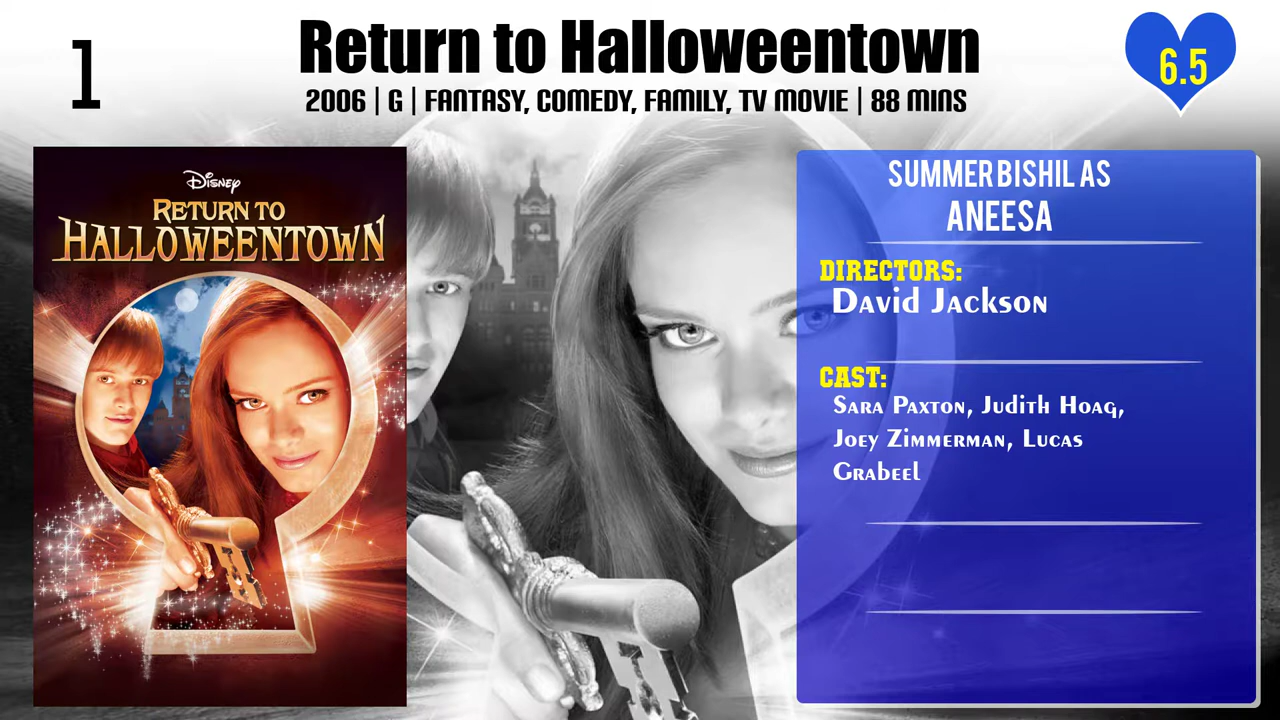 1
Return to Halloweentown
2006 | G | FANTASY, COMEDY, FAMILY, TV MOVIE | 88 MINS
6.5
Disney
RETURN TO
HALLOWEENTOWN
SUMMER BISHIL AS
ANEESA
DIRECTORS:
David Jackson
CAST:
Sara Paxton, Judith Hoag,
Joey Zimmerman, Lucas
Grabeel